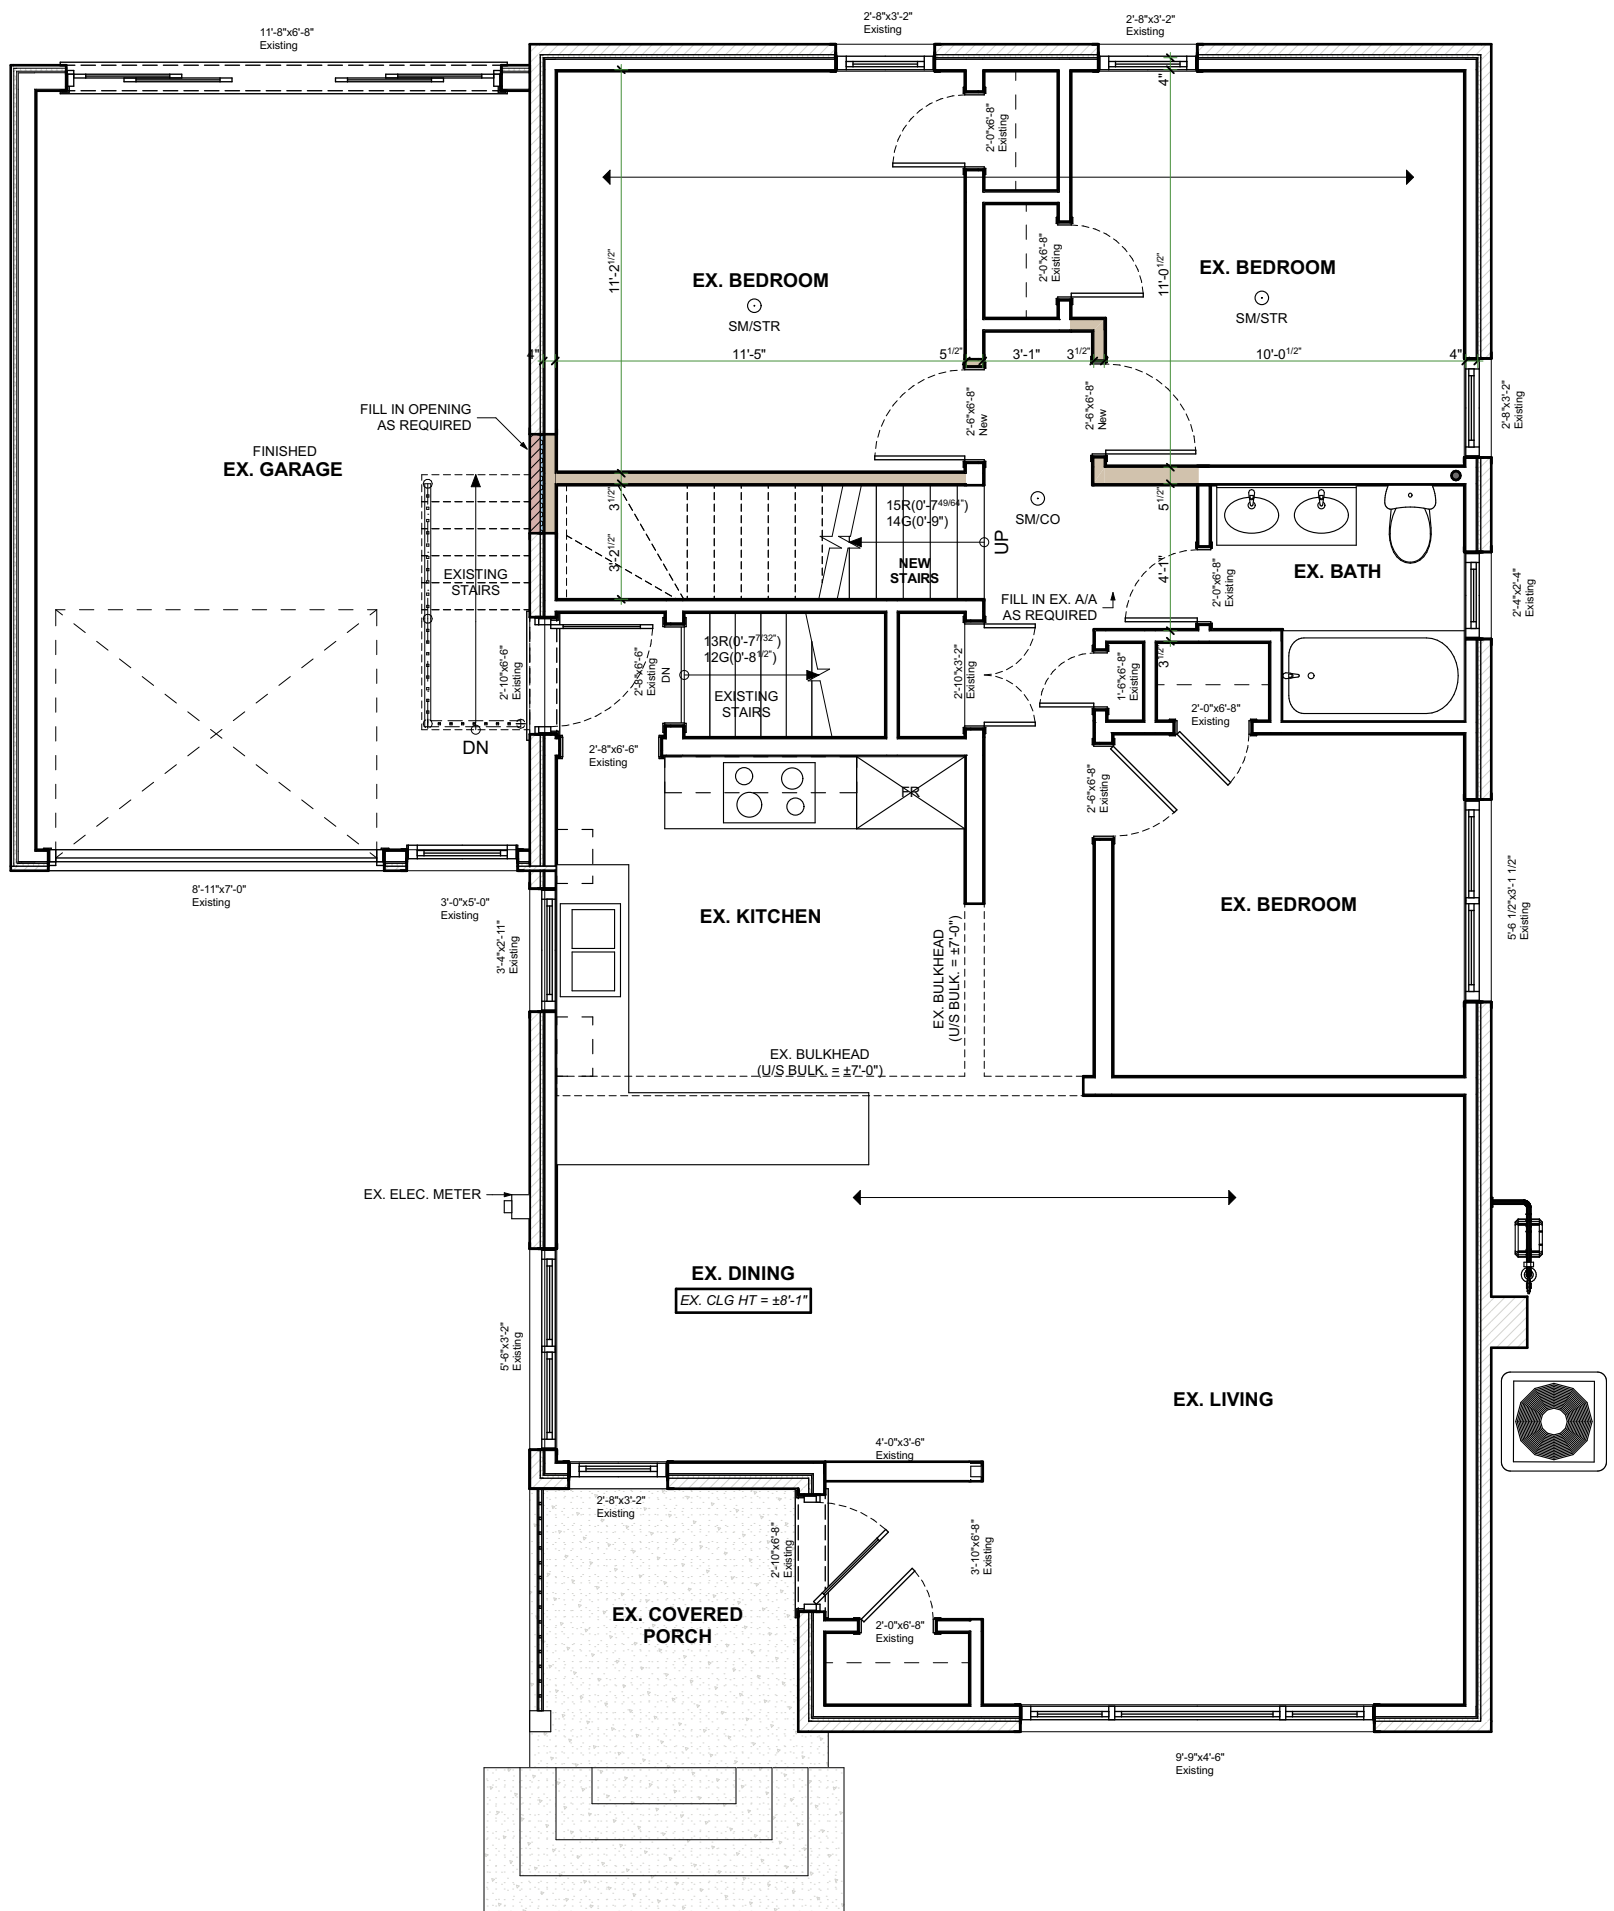 2'-8"x3'-2"
Existing
2'-8"x3'-2"
Existing
11'-8"x6'-8"
Existing
4"
2'-0"x6'-8"
Existing
11'-2 1/2"
2'-0"x6'-8"
Existing
11'-0 1/2"
EX. BEDROOM
SM/STR
EX. BEDROOM
SM/STR
4"
11'-5"
5 1/2"
3'-1"
3 1/2"
10'-0 1/2"
4"
2'-6"x6'-8"
New
2'-6"x6'-8"
New
2'-8"x3'-2"
Existing
FILL IN OPENING
AS REQUIRED
FINISHED
EX. GARAGE
3 1/2"
15R(0'-7 49/64")
14G(0'-9")
SM/CO
5 1/2"
3'-2 1/2"
NEW
STAIRS
UP
4'-1"
EX. BATH
2'-0"x6'-8"
Existing
2'-4"x2'-4"
Existing
EXISTING
STAIRS
FILL IN EX. A/A
AS REQUIRED
13R(0'-7 7/32")
12G(0'-8 1/2")
3 1/2"
2'-10"x6'-6"
Existing
2'-8"x6'-6"
Existing
DN
EXISTING
STAIRS
2'-10"x3'-2"
Existing
1'-6"x6'-8"
Existing
2'-0"x6'-8"
Existing
DN
2'-8"x6'-6"
Existing
2'-6"x6'-8"
Existing
FR
8'-11"x7'-0"
Existing
3'-0"x5'-0"
Existing
3'-4"x2'-11"
Existing
EX. KITCHEN
EX. BULKHEAD
(U/S BULK. = ±7'-0")
EX. BEDROOM
5'-6 1/2"x3'-1 1/2"
Existing
EX. BULKHEAD
(U/S BULK. = ±7'-0")
EX. ELEC. METER
EX. DINING
EX. CLG HT = ±8'-1"
5'-6"x3'-2"
Existing
EX. LIVING
4'-0"x3'-6"
Existing
2'-8"x3'-2"
Existing
2'-10"x6'-8"
Existing
3'-10"x6'-8"
Existing
EX. COVERED
PORCH
2'-0"x6'-8"
Existing
9'-9"x4'-6"
Existing